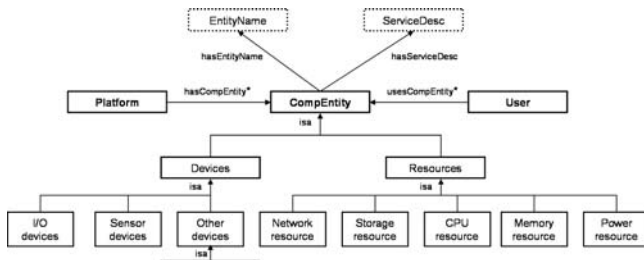 EntityName ServiceDesc
hasEntityName hasServiceDesc
Platform hasCompEntity* CompEntity usesCompEntity* User
isa
Devices Resources
isa isa
I/O devices Sensor devices Other devices Network resource Storage resource CPU resource Memory resource Power resource
isa